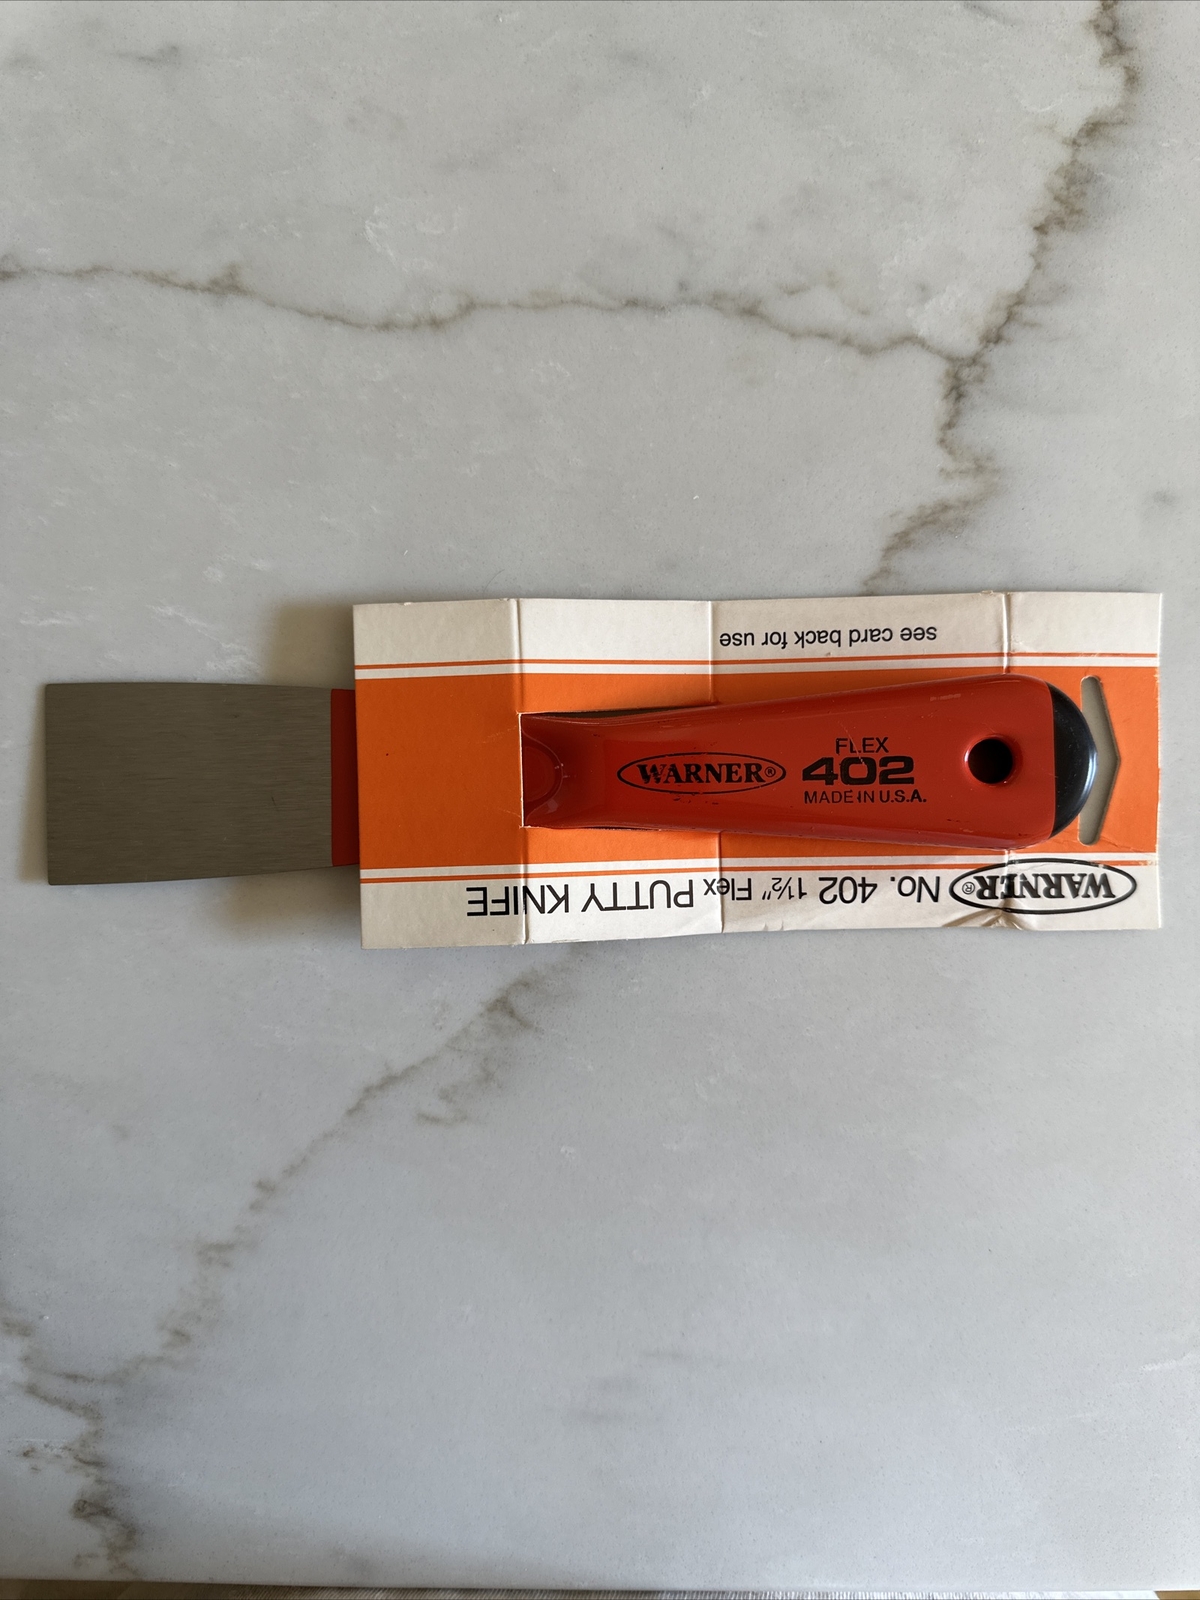 see card back for use
WARNER®
FLEX
402
MADE IN U.S.A.
WARNER® No. 402 1½" Flex PUTTY KNIFE